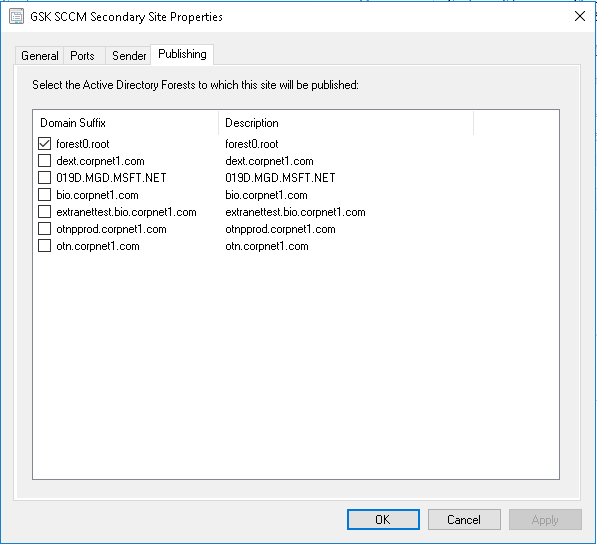 GSK SCCM Secondary Site Properties
General Ports Sender Publishing
Select the Active Directory Forests to which this site will be published:
Domain Suffix Description
forest0.root forest0.root
dext.corpnet1.com dext.corpnet1.com
019D.MGD.MSFT.NET 019D.MGD.MSFT.NET
bio.corpnet1.com bio.corpnet1.com
extranettest.bio.corpnet1.com extranettest.bio.corpnet1.com
otnpprod.corpnet1.com otnpprod.corpnet1.com
otn.corpnet1.com otn.corpnet1.com
OK Cancel Apply